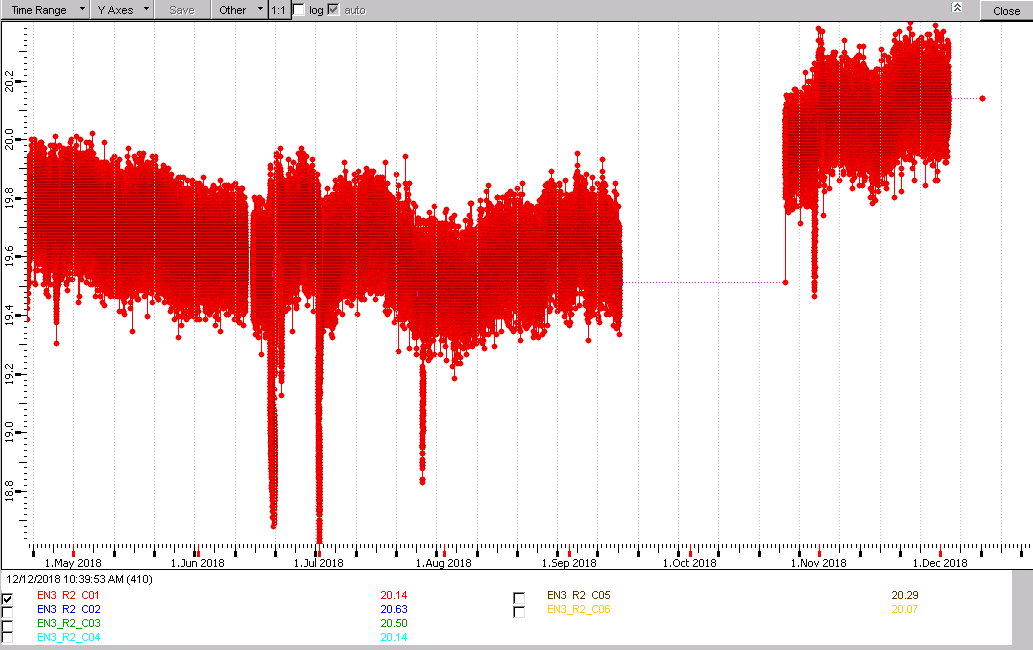 Time Range Y Axes Save Other 1:1 log auto Close
20.2
20.0
19.8
19.6
19.4
19.2
19.0
18.8
1.May 2018 1.Jun 2018 1.Jul 2018 1.Aug 2018 1.Sep 2018 1.Oct 2018 1.Nov 2018 1.Dec 2018
12/12/2018 10:39:53 AM (410)
EN3_R2_C01 20.14 EN3_R2_C05 20.29
EN3_R2_C02 20.63 EN3_R2_C06 20.07
EN3_R2_C03 20.50
EN3_R2_C04 20.14